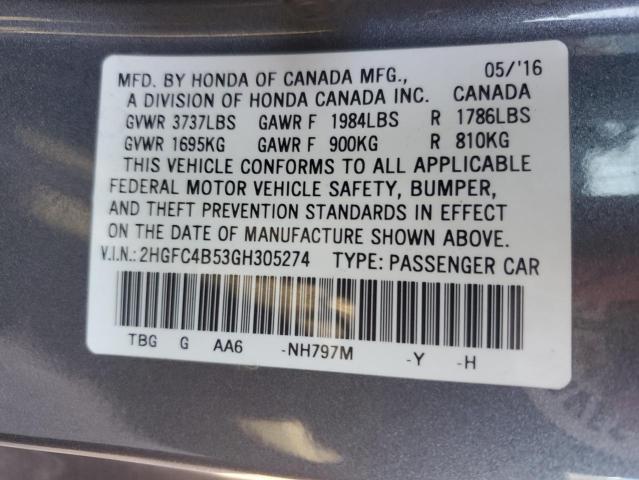 MFD. BY HONDA OF CANADA MFG., 05/'16
A DIVISION OF HONDA CANADA INC. CANADA
GVWR 3737LBS GAWR F 1984LBS R 1786LBS
GVWR 1695KG GAWR F 900KG R 810KG
THIS VEHICLE CONFORMS TO ALL APPLICABLE
FEDERAL MOTOR VEHICLE SAFETY, BUMPER,
AND THEFT PREVENTION STANDARDS IN EFFECT
ON THE DATE OF MANUFACTURE SHOWN ABOVE.
V.I.N.:2HGFC4B53GH305274 TYPE: PASSENGER CAR
TBG G AA6 -NH797M -Y -H